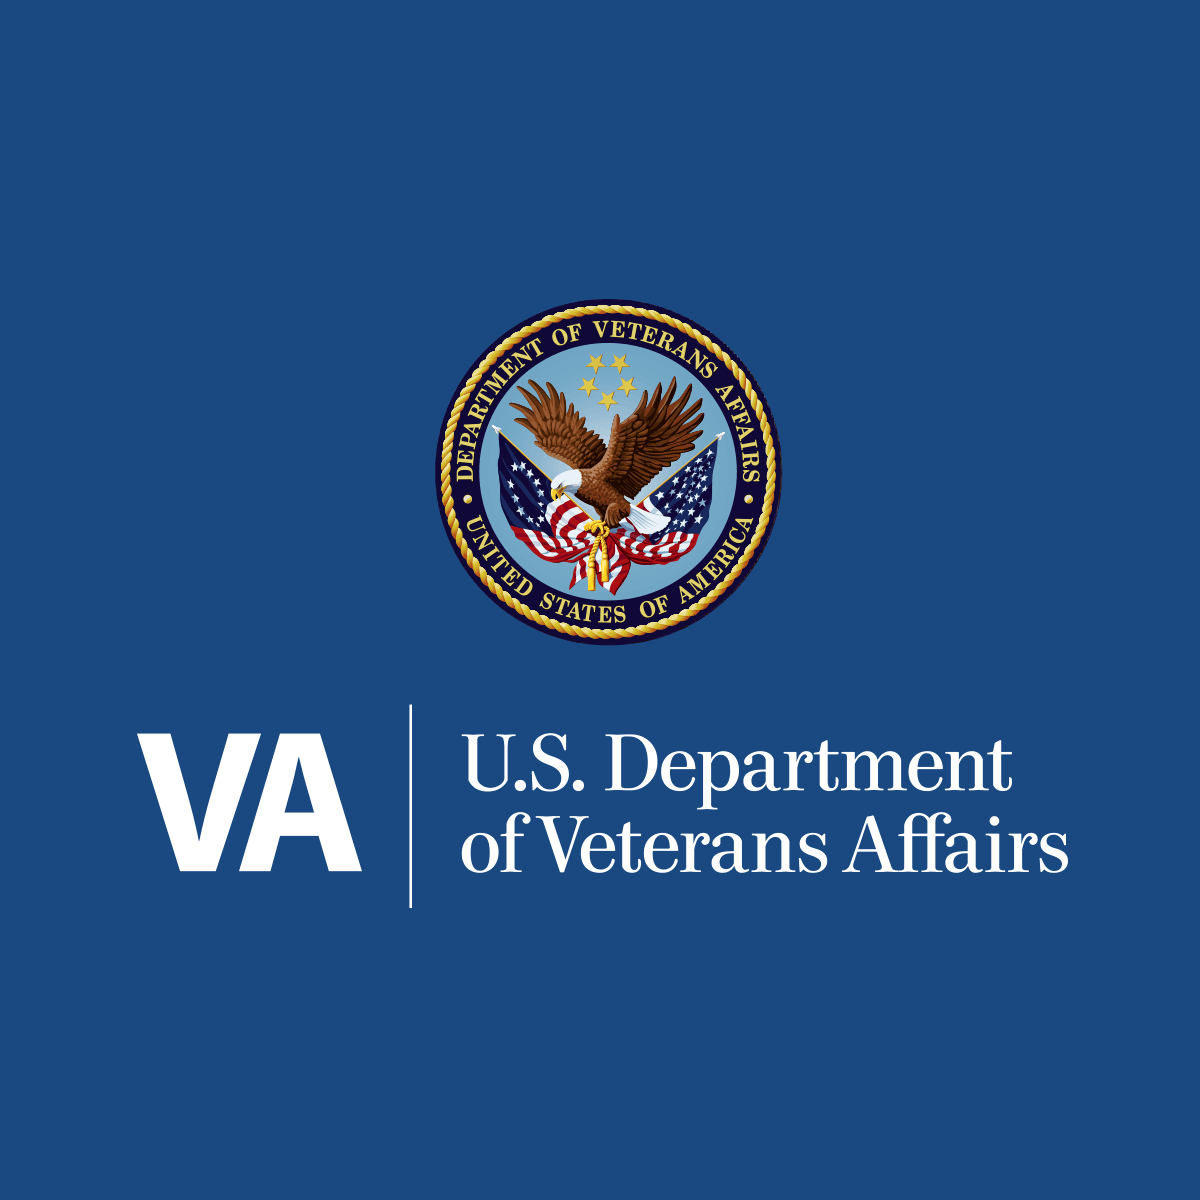 DEPARTMENT OF VETERANS AFFAIRS
UNITED STATES OF AMERICA
VA
U.S. Department
of Veterans Affairs